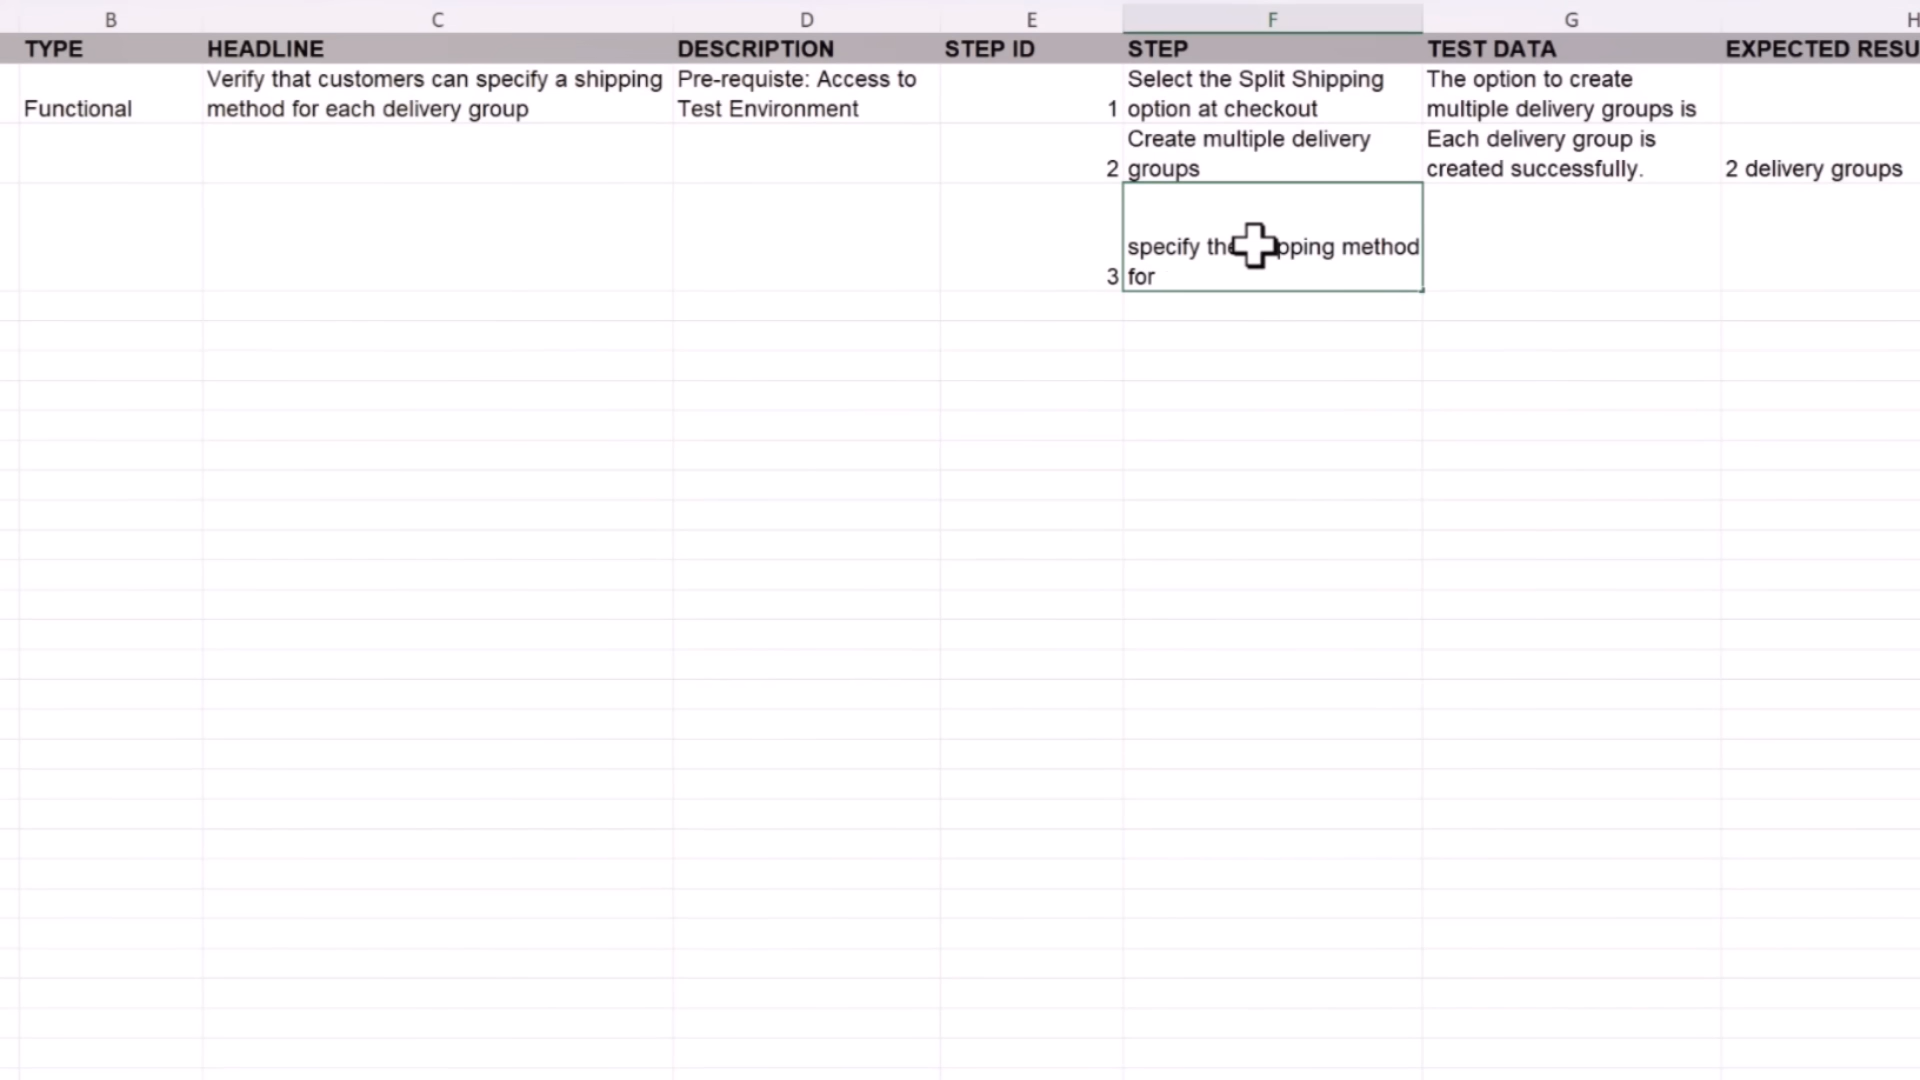 B C D E F G H
TYPE HEADLINE DESCRIPTION STEP ID STEP TEST DATA EXPECTED RESU
Verify that customers can specify a shipping Pre-requiste: Access to Select the Split Shipping The option to create
Functional method for each delivery group Test Environment 1 option at checkout multiple delivery groups is
Create multiple delivery Each delivery group is
2 groups created successfully. 2 delivery groups
specify method
3 for